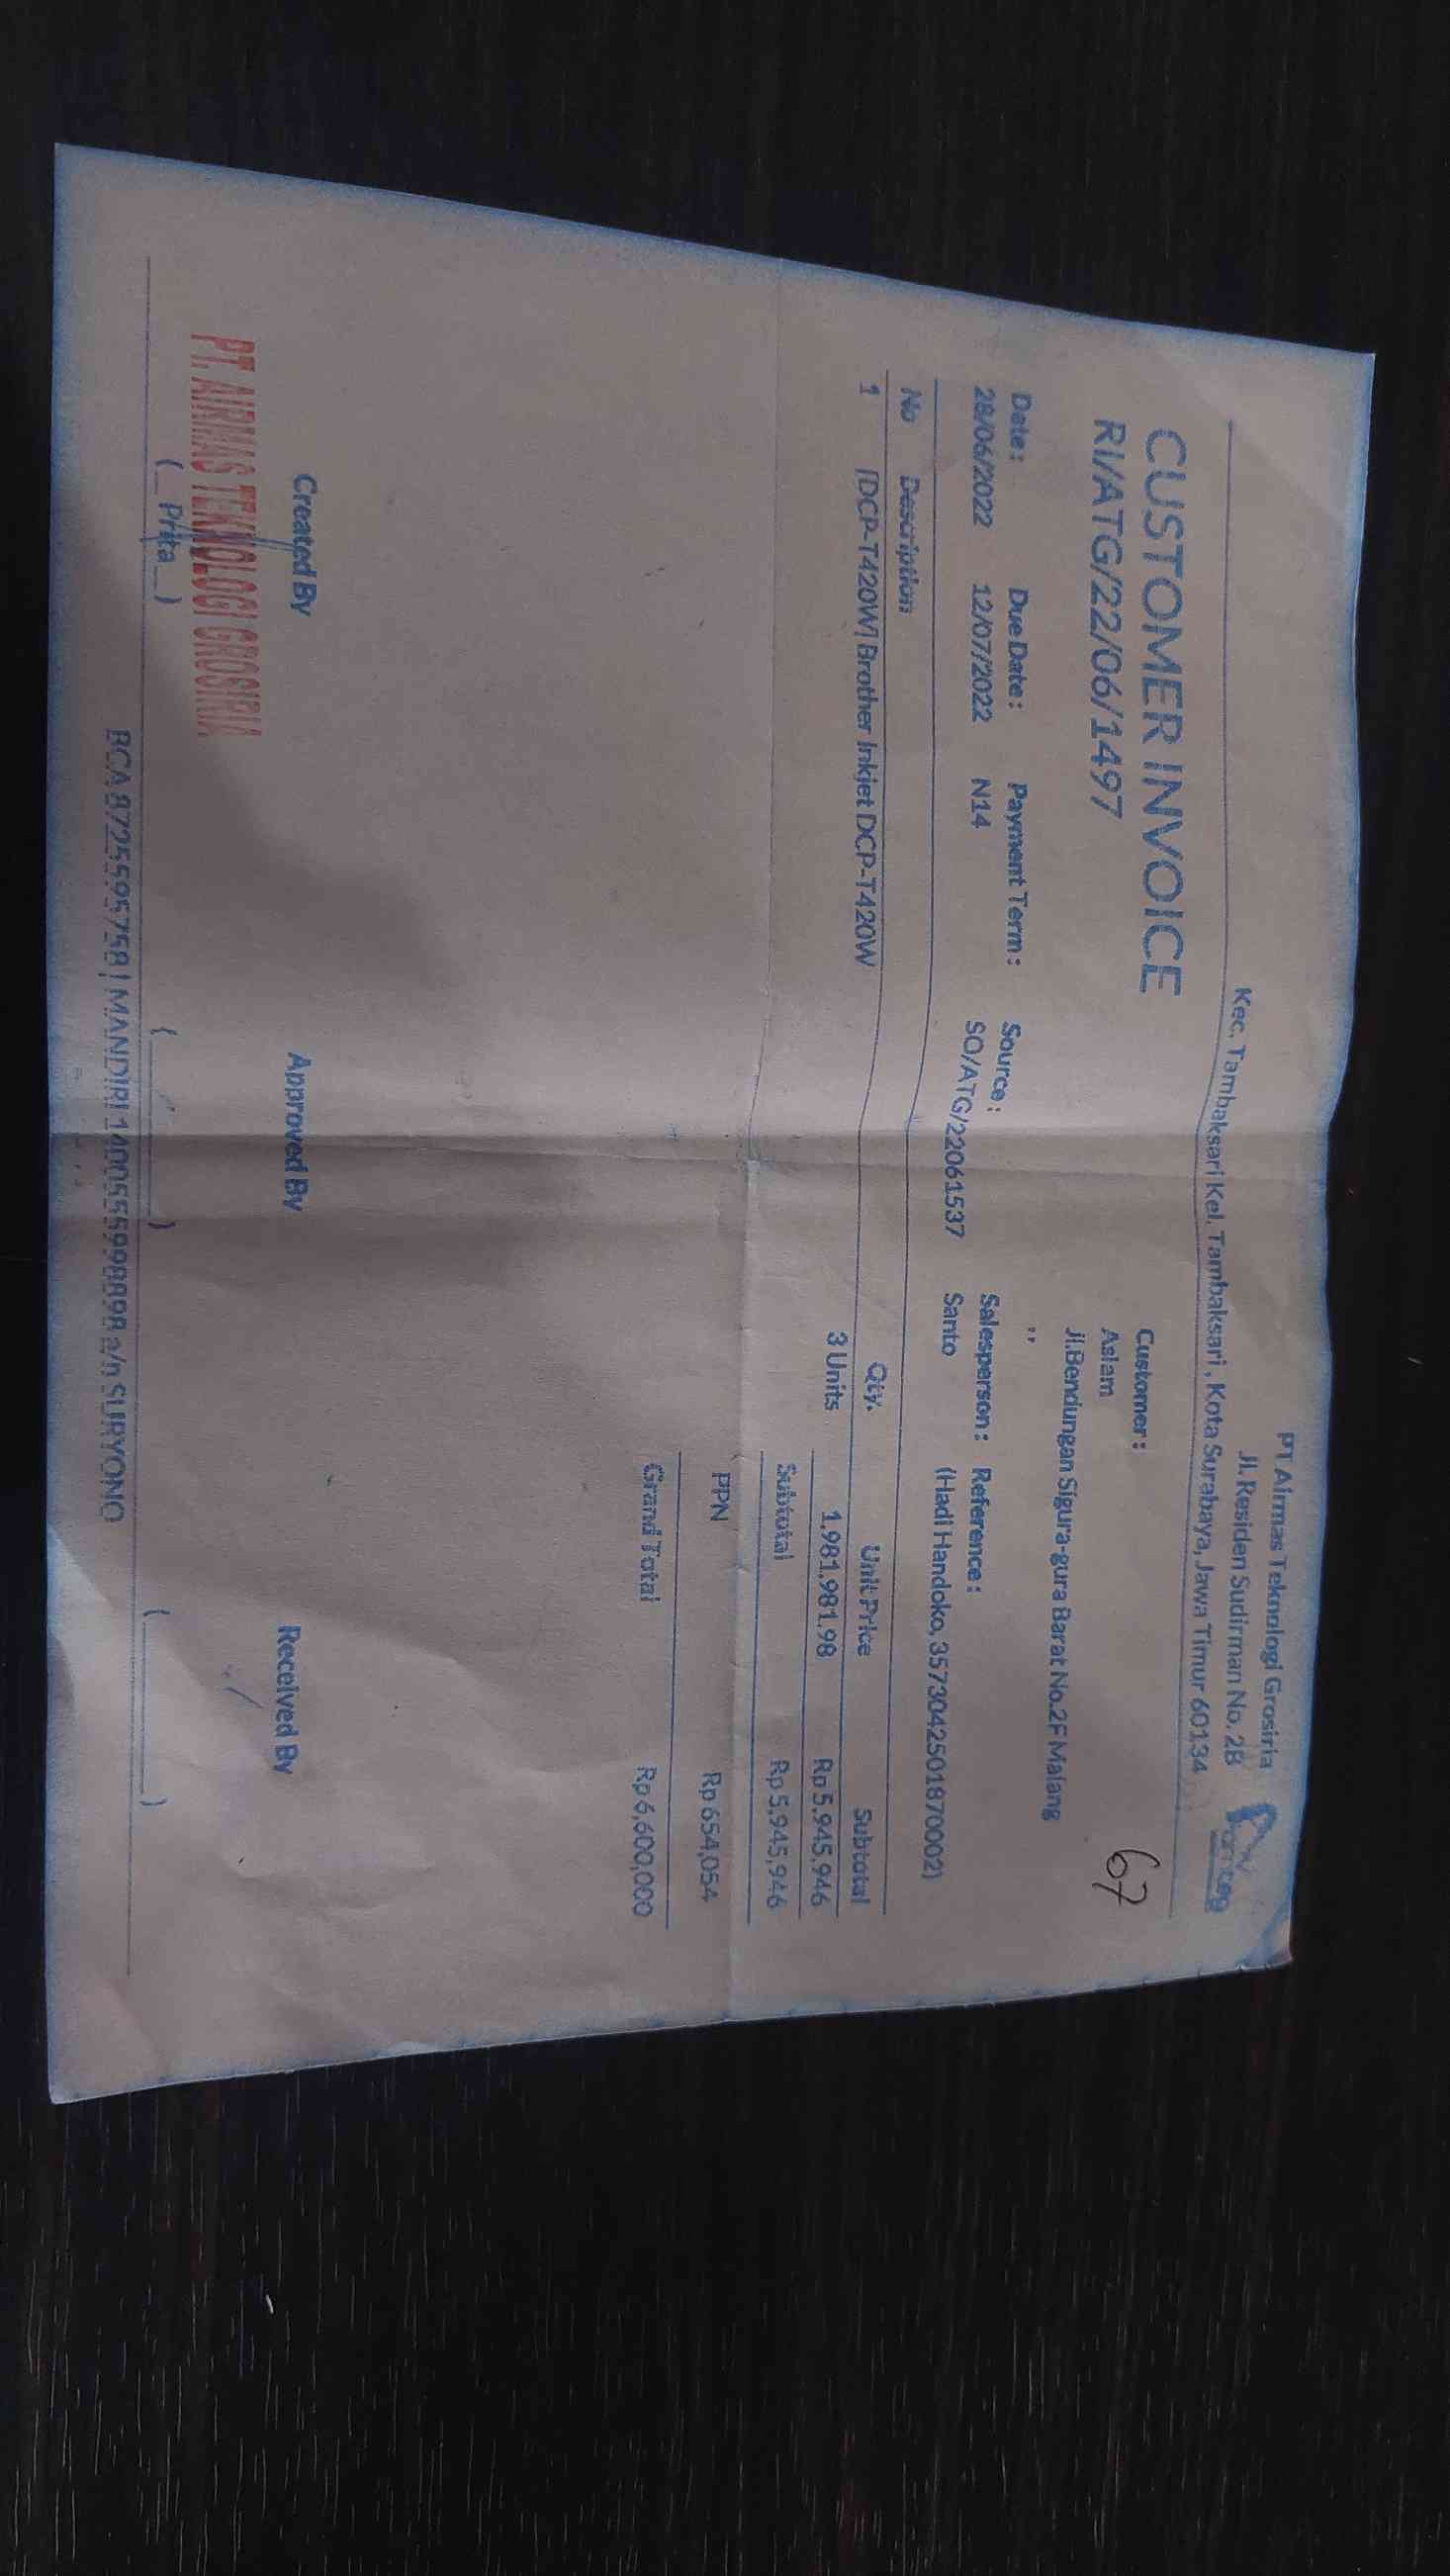 PT Airmas Teknologi Grosiria
Jl. Residen Sudirman No. 2B
Kec. Tambaksari Kel. Tambaksari , Kota Surabaya, Jawa Timur 60134
67
CUSTOMER INVOICE
RI/ATG/22/06/1497
Customer :
Aslam
Jl.Bendungan Sigura-gura Barat No.2F Malang
, ,
Date : Due Date : Payment Term : Source : Salesperson : Reference :
28/06/2022 12/07/2022 N14 SO/ATG/22061537 Santo (Hadi Handoko, 3573042501870002)
No Description Qty. Unit Price Subtotal
1 [DCP-T420W] Brother Inkjet DCP-T420W 3 Units 1,981,981.98 Rp 5,945,946
Subtotal Rp 5,945,946
PPN Rp 654,054
Grand Total Rp 6,600,000
Created By Approved By Received By
PT. AIRMAS TEKNOLOGI GROSIRIA
(_ Prita _) (______) (______)
BCA 8725595758 | MANDIRI 1400555998898 a/n SURYONO